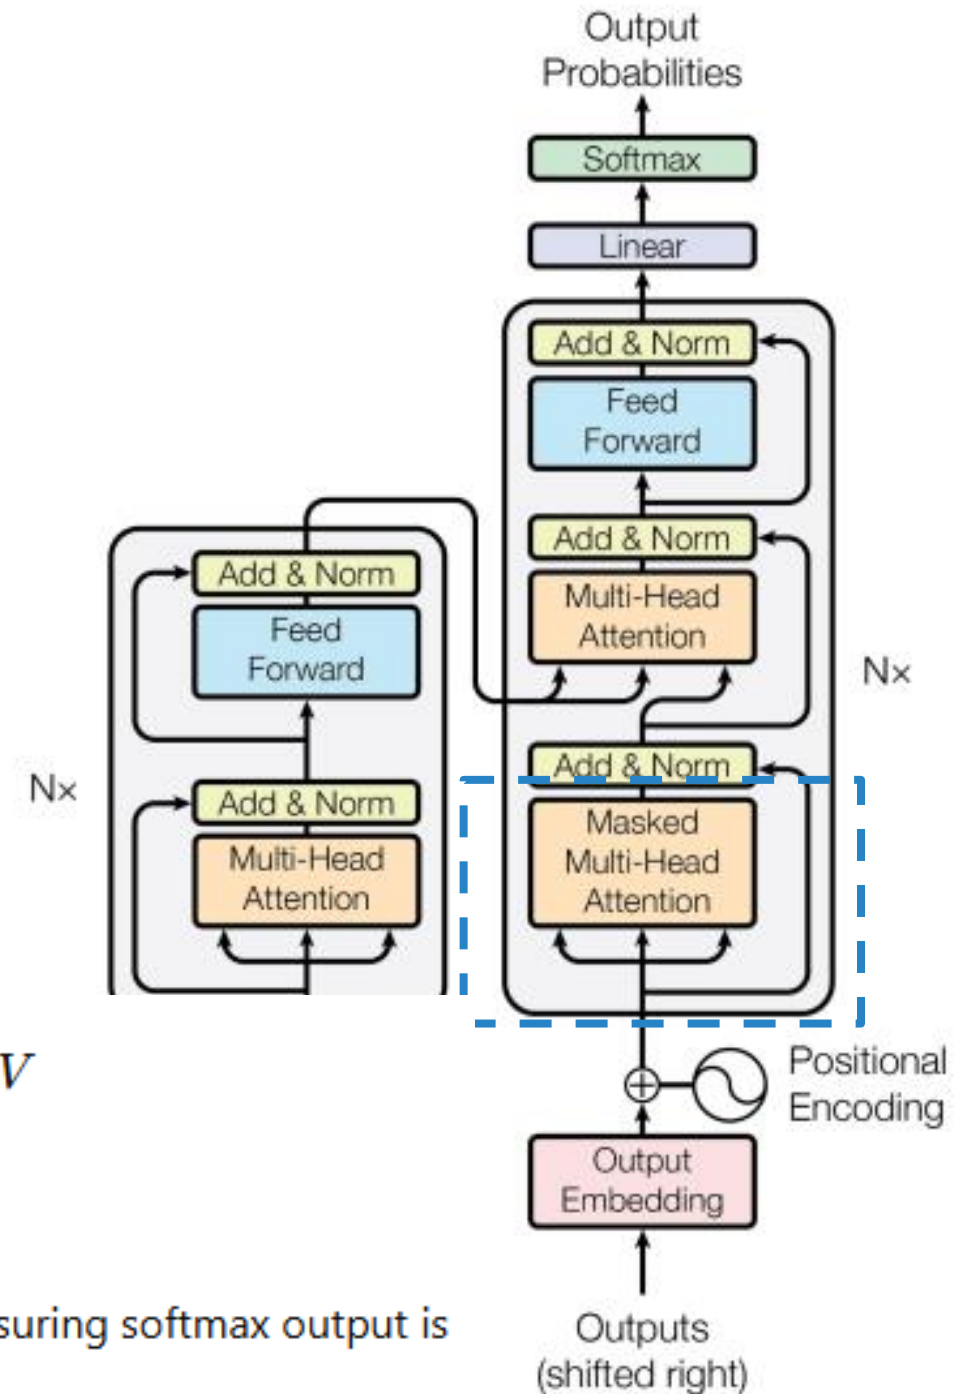 Output
Probabilities
Softmax
Linear
Add & Norm
Feed
Forward
Add & Norm
Multi-Head
Attention
Nx
Add & Norm
Masked
Multi-Head
Attention
Add & Norm
Feed
Forward
Nx
Add & Norm
Multi-Head
Attention
V
Positional
Encoding
Output
Embedding
suring softmax output is
Outputs
(shifted right)